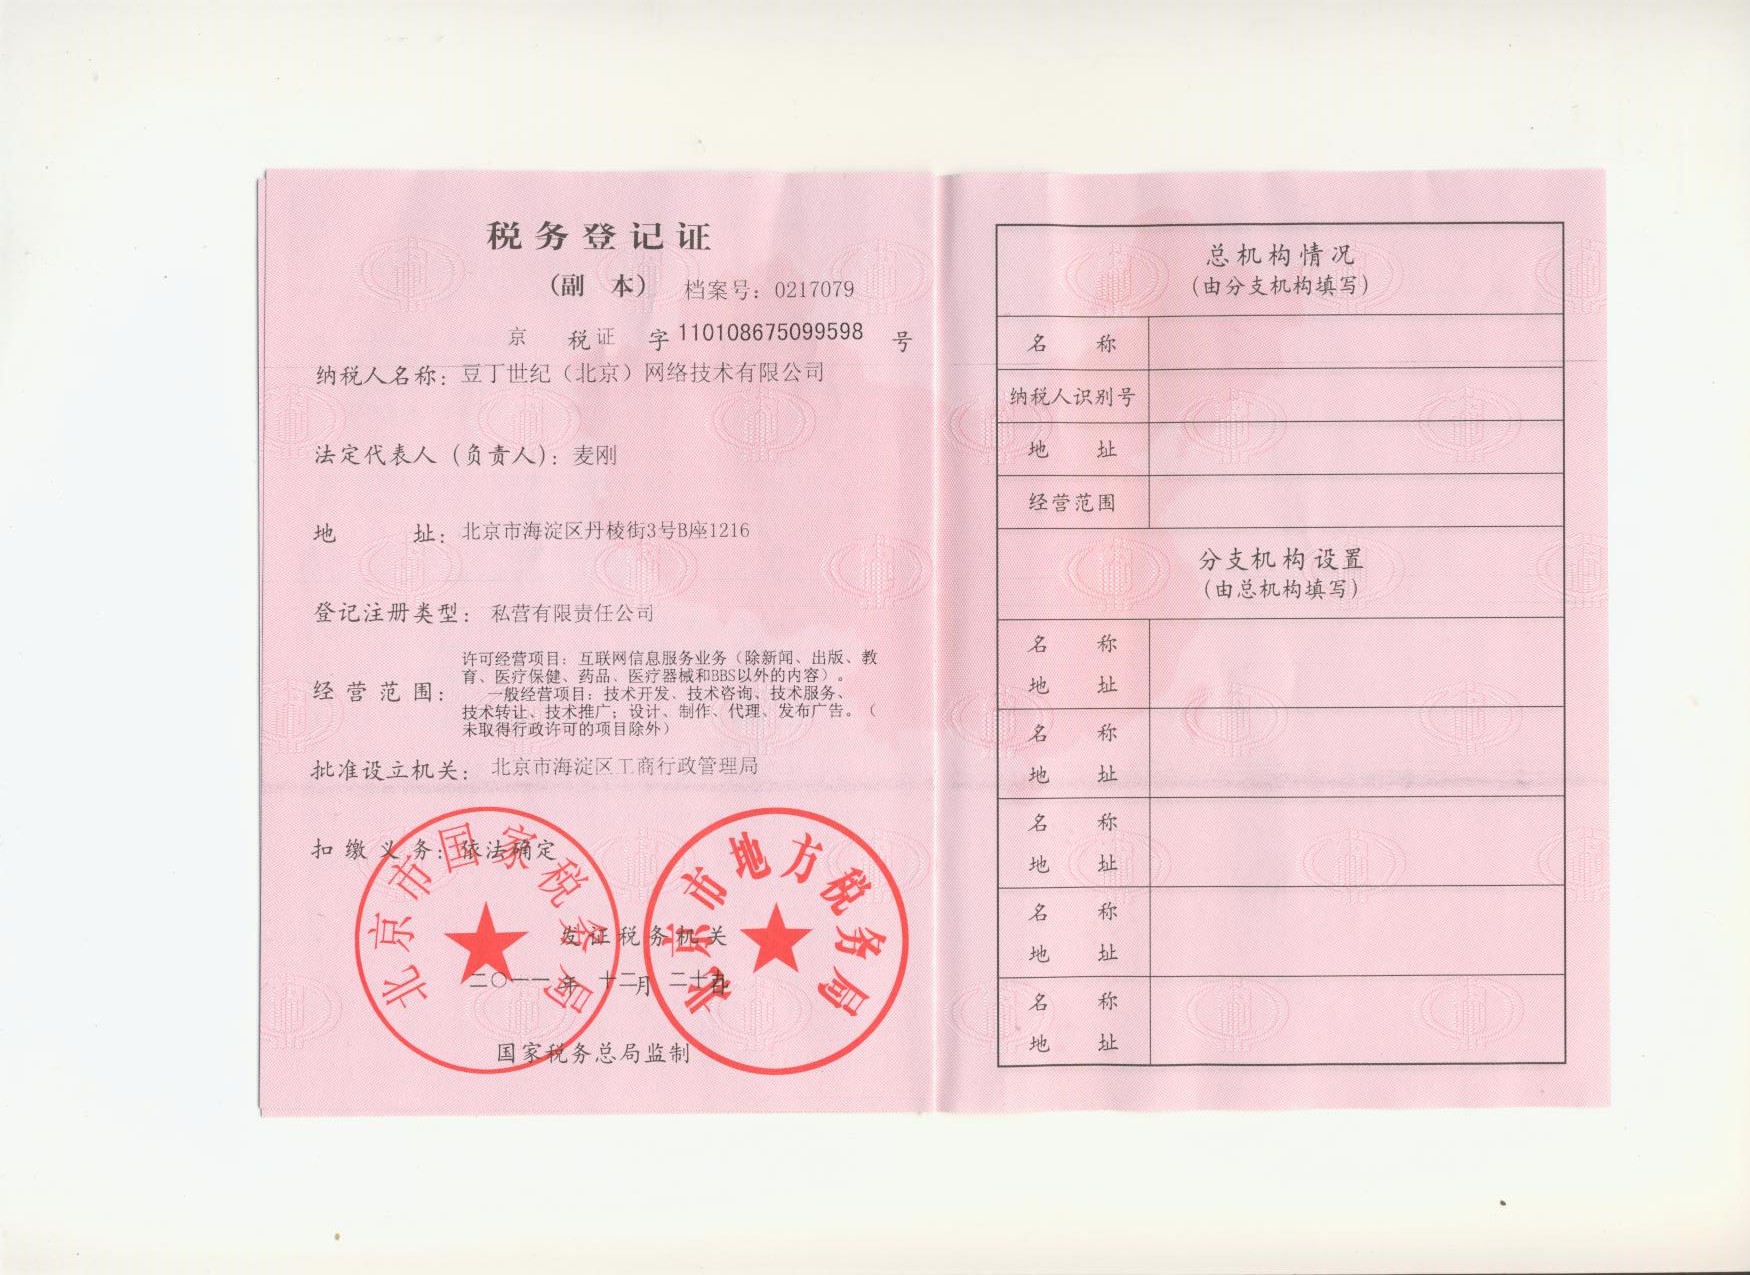 税务登记证
(副 本) 档案号：0217079
京 税证 字 110108675099598 号
纳税人名称：豆丁世纪（北京）网络技术有限公司
法定代表人（负责人）：麦刚
地 址：北京市海淀区丹棱街3号B座1216
登记注册类型：私营有限责任公司
经营范围：许可经营项目：互联网信息服务业务（除新闻、出版、教
育、医疗保健、药品、医疗器械和BBS以外的内容）。
一般经营项目：技术开发、技术咨询、技术服务、
技术转让、技术推广；设计、制作、代理、发布广告。（
未取得行政许可的项目除外）
批准设立机关：北京市海淀区工商行政管理局
扣缴义务：依法确定
北京市国家税务局
北京市地方税务局
发证税务机关
二〇一一年 十二月 二十九日
国家税务总局监制
总机构情况
(由分支机构填写)
名 称
纳税人识别号
地 址
经营范围
分支机构设置
(由总机构填写)
名 称
地 址
名 称
地 址
名 称
地 址
名 称
地 址
名 称
地 址